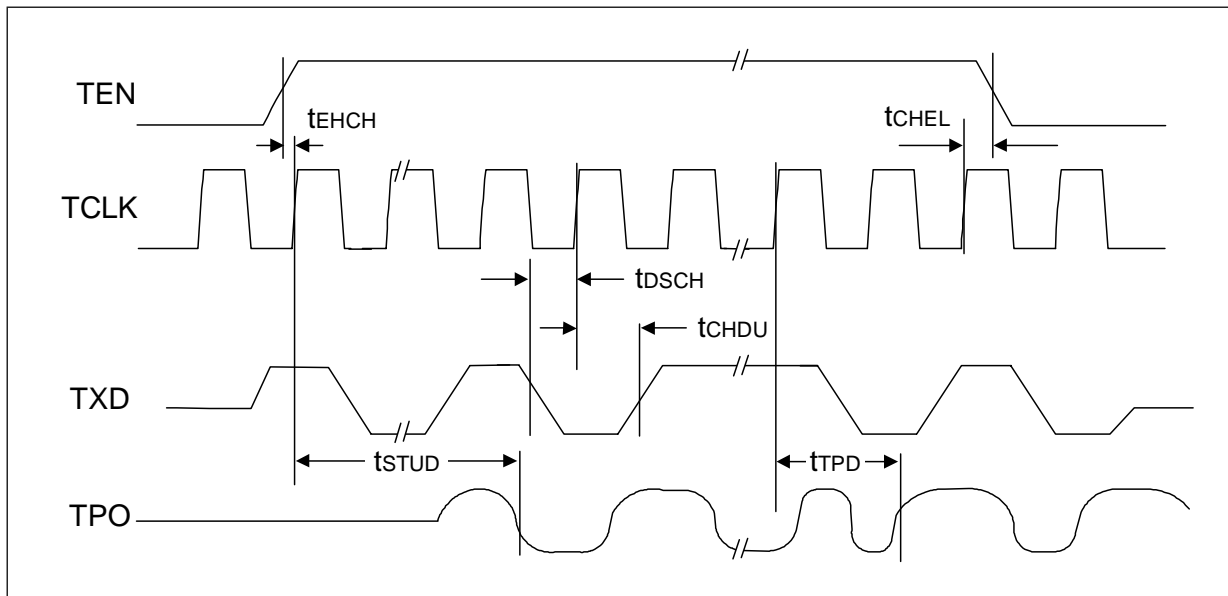 TEN
tEHCH
tCHEL
TCLK
tDSCH
tCHDU
TXD
tSTUD
tTPD
TPO